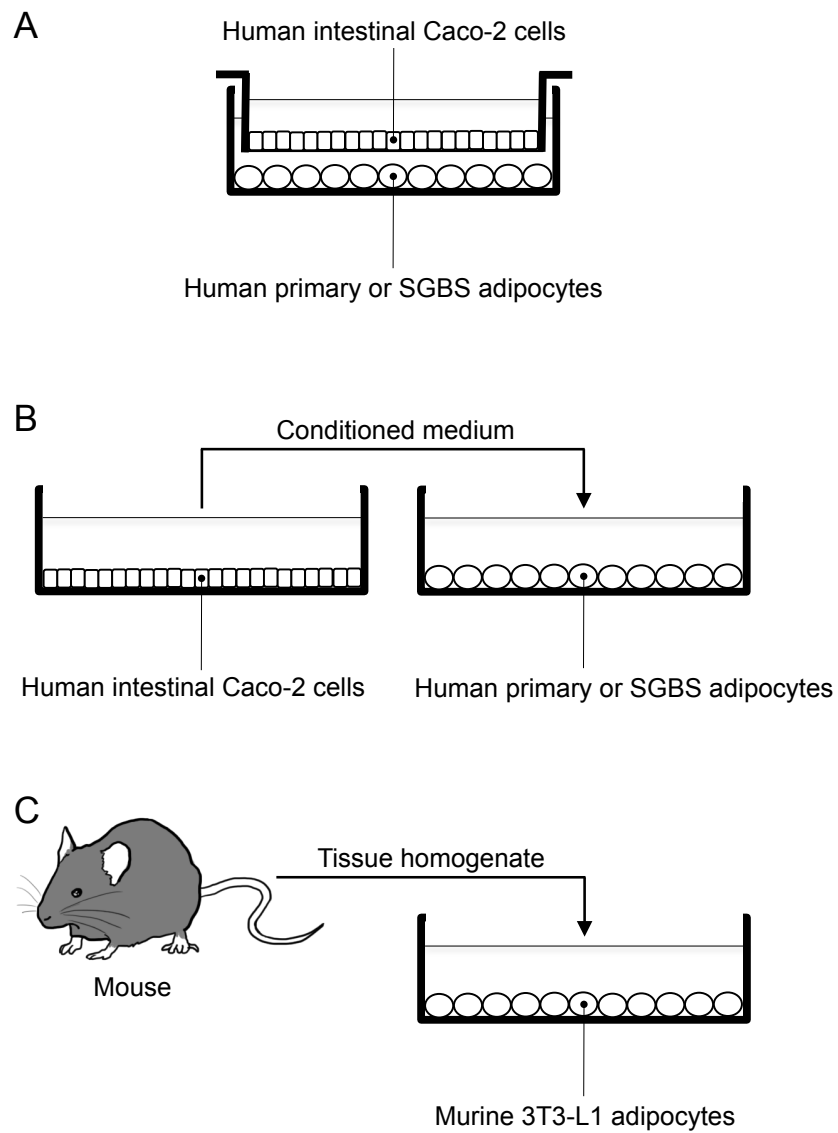 A
Human intestinal Caco-2 cells
Human primary or SGBS adipocytes
B
Conditioned medium
Human intestinal Caco-2 cells
Human primary or SGBS adipocytes
C
Tissue homogenate
Mouse
Murine 3T3-L1 adipocytes